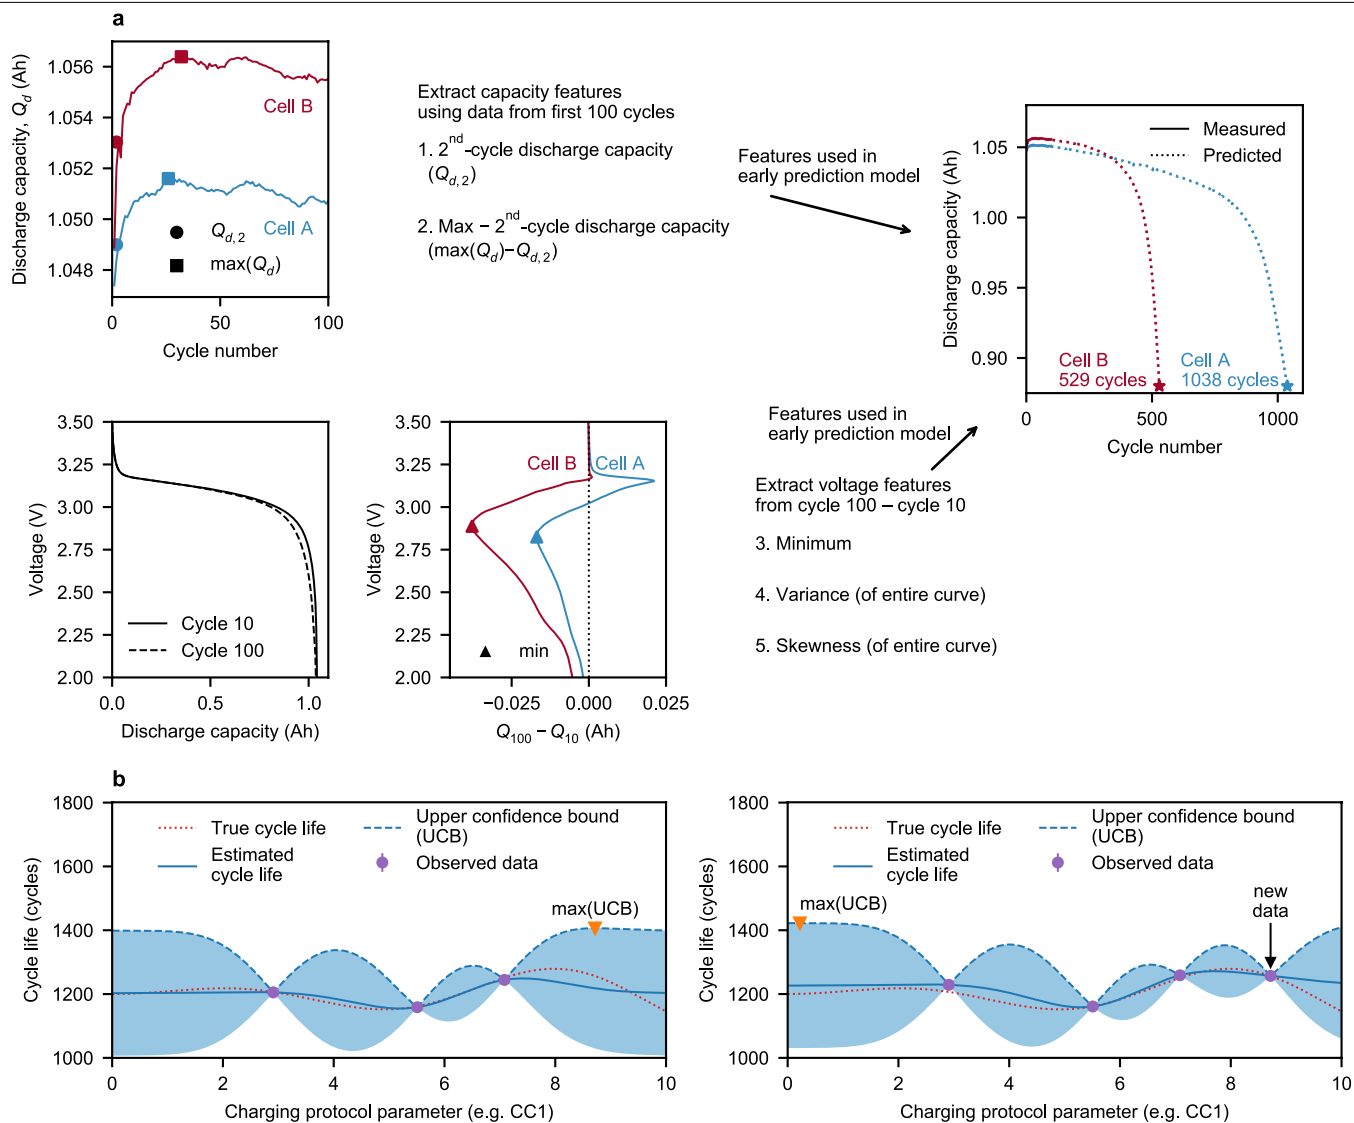 a
Discharge capacity, Qd (Ah)
1.056
1.054
1.052
1.050
1.048
Cell B
Cell A
Qd,2
max(Qd)
0
50
100
Cycle number
Extract capacity features
using data from first 100 cycles
1. 2nd-cycle discharge capacity
(Qd,2)
2. Max – 2nd-cycle discharge capacity
(max(Qd)–Qd,2)
Features used in
early prediction model
Discharge capacity (Ah)
1.05
1.00
0.95
0.90
Measured
Predicted
Cell B
529 cycles
Cell A
1038 cycles
0
500
1000
Cycle number
Voltage (V)
3.50
3.25
3.00
2.75
2.50
2.25
2.00
Cycle 10
Cycle 100
0.0
0.5
1.0
Discharge capacity (Ah)
Voltage (V)
3.50
3.25
3.00
2.75
2.50
2.25
2.00
Cell B
Cell A
min
−0.025
0.000
0.025
Q100 – Q10 (Ah)
Features used in
early prediction model
Extract voltage features
from cycle 100 – cycle 10
3. Minimum
4. Variance (of entire curve)
5. Skewness (of entire curve)
b
Cycle life (cycles)
1800
1600
1400
1200
1000
True cycle life
Estimated
cycle life
Upper confidence bound
(UCB)
Observed data
max(UCB)
0
2
4
6
8
10
Charging protocol parameter (e.g. CC1)
Cycle life (cycles)
1800
1600
1400
1200
1000
True cycle life
Estimated
cycle life
Upper confidence bound
(UCB)
Observed data
max(UCB)
new
data
0
2
4
6
8
10
Charging protocol parameter (e.g. CC1)